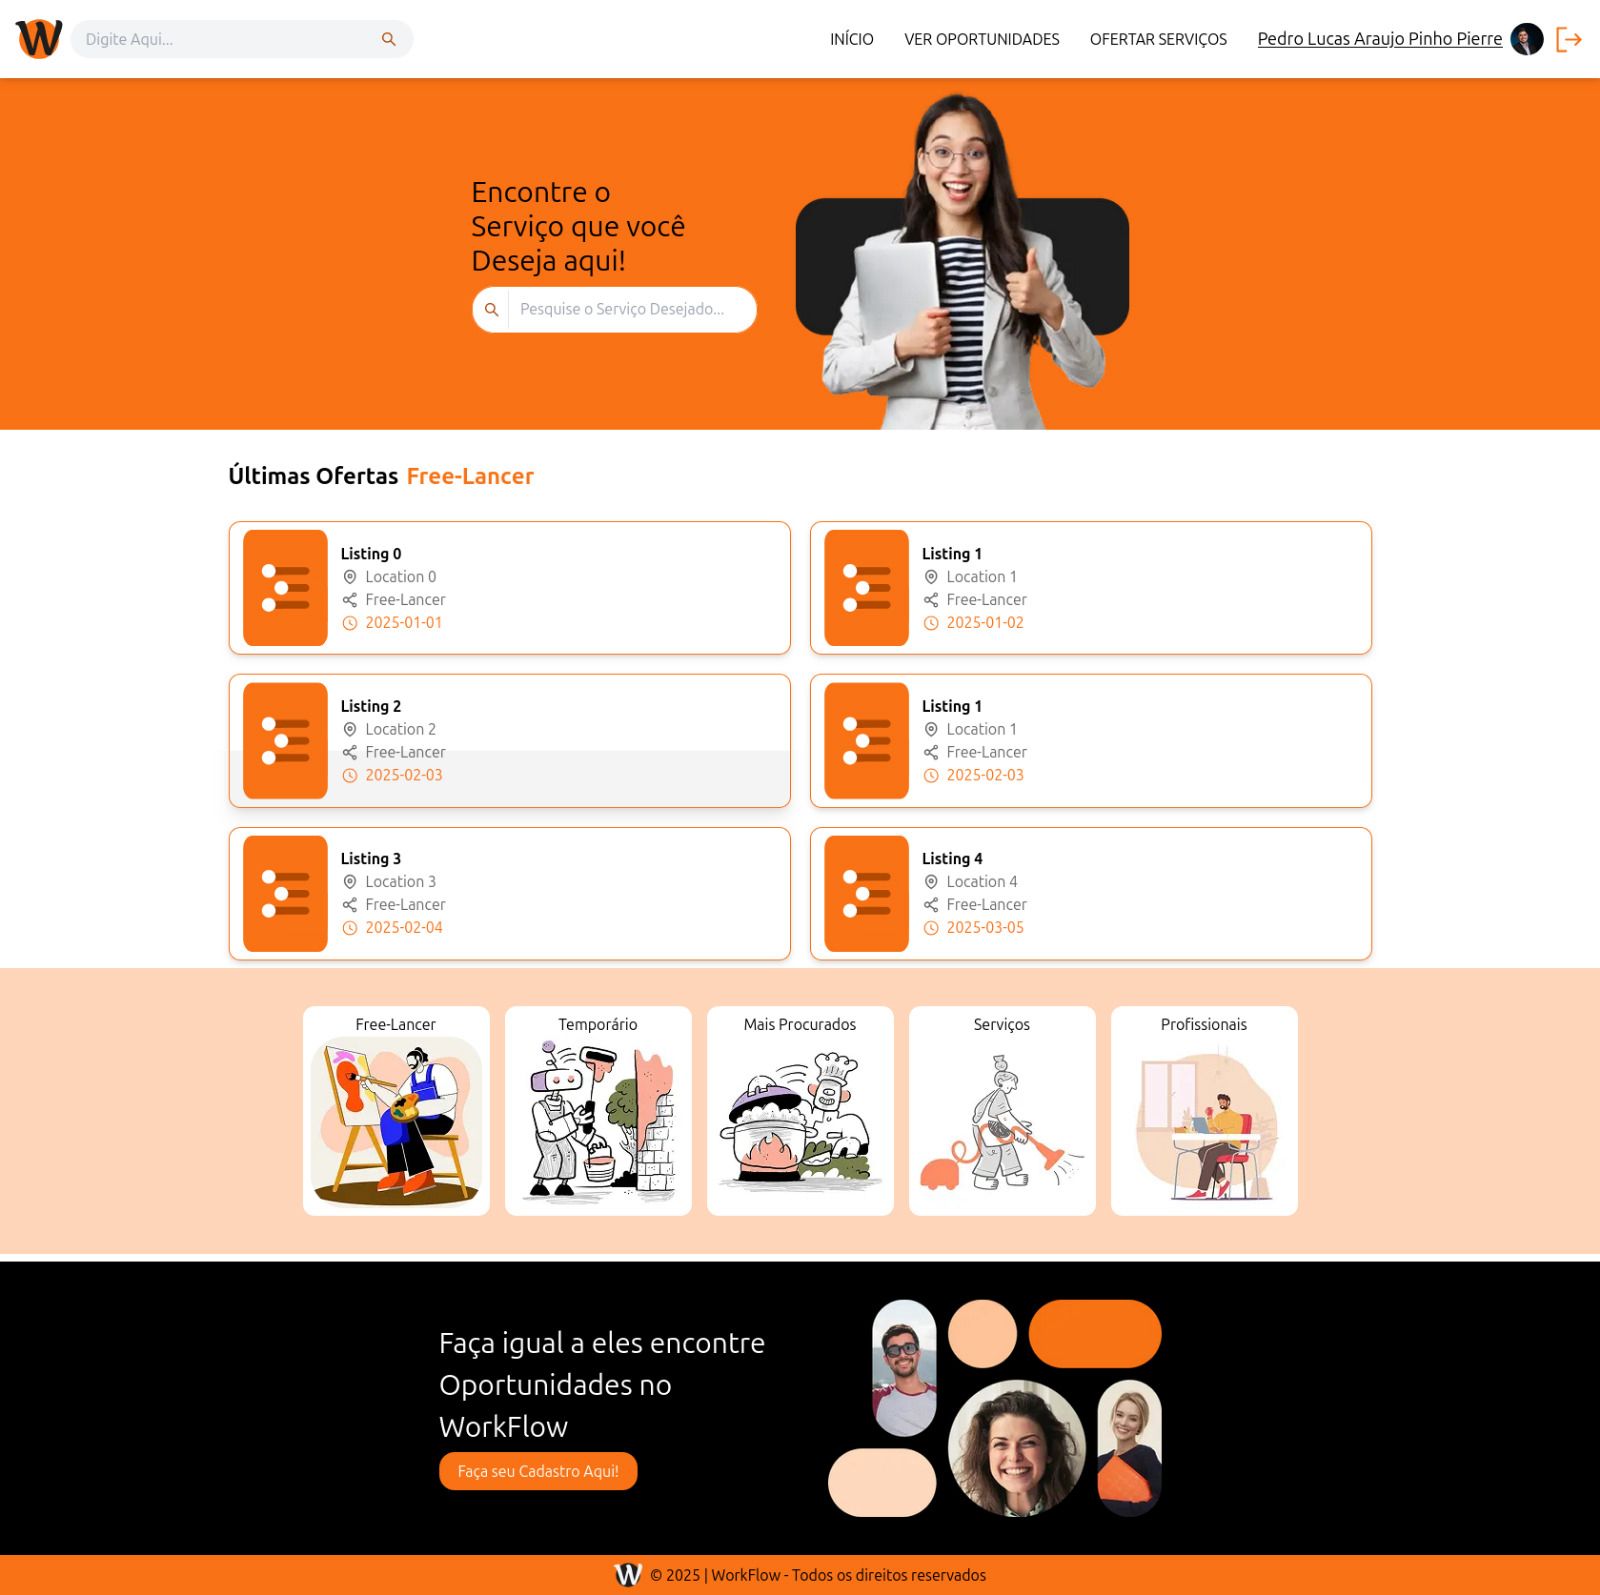 W
Digite Aqui...
INÍCIO
VER OPORTUNIDADES
OFERTAR SERVIÇOS
Pedro Lucas Araujo Pinho Pierre
Encontre o
Serviço que você
Deseja aqui!
Pesquise o Serviço Desejado...
Últimas Ofertas Free-Lancer
Listing 0
Location 0
Free-Lancer
2025-01-01
Listing 1
Location 1
Free-Lancer
2025-01-02
Listing 2
Location 2
Free-Lancer
2025-02-03
Listing 1
Location 1
Free-Lancer
2025-02-03
Listing 3
Location 3
Free-Lancer
2025-02-04
Listing 4
Location 4
Free-Lancer
2025-03-05
Free-Lancer
Temporário
Mais Procurados
Serviços
Profissionais
Faça igual a eles encontre
Oportunidades no
WorkFlow
Faça seu Cadastro Aqui!
W
© 2025 | WorkFlow - Todos os direitos reservados